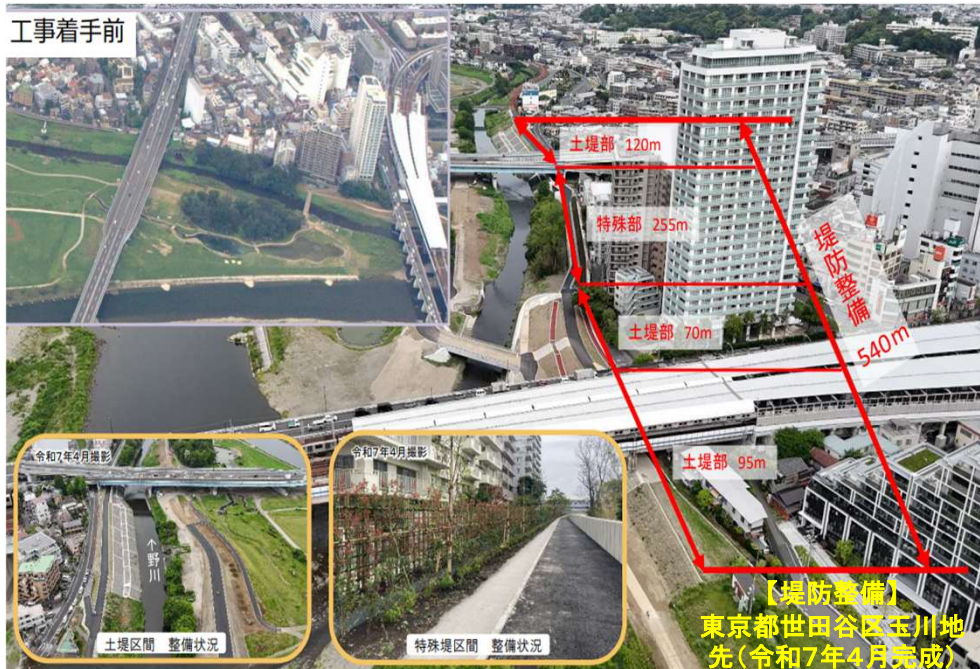 工事着手前
土堤部 120m
特殊部 255m
堤防整備
540m
土堤部 70m
土堤部 95m
令和7年4月撮影
↑野川
土堤区間 整備状況
令和7年4月撮影
特殊堤区間 整備状況
【堤防整備】
東京都世田谷区玉川地
先(令和7年4月完成)